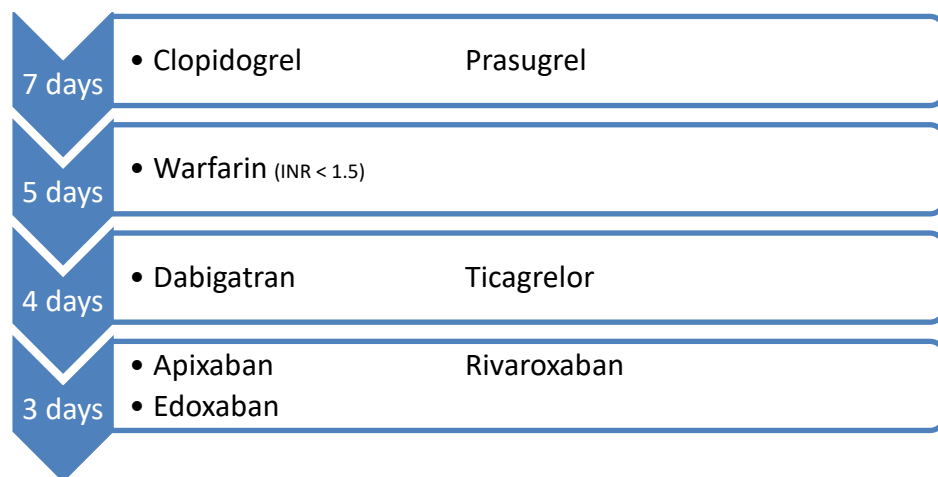 7 days
• Clopidogrel Prasugrel
5 days
• Warfarin (INR < 1.5)
4 days
• Dabigatran Ticagrelor
3 days
• Apixaban Rivaroxaban
• Edoxaban